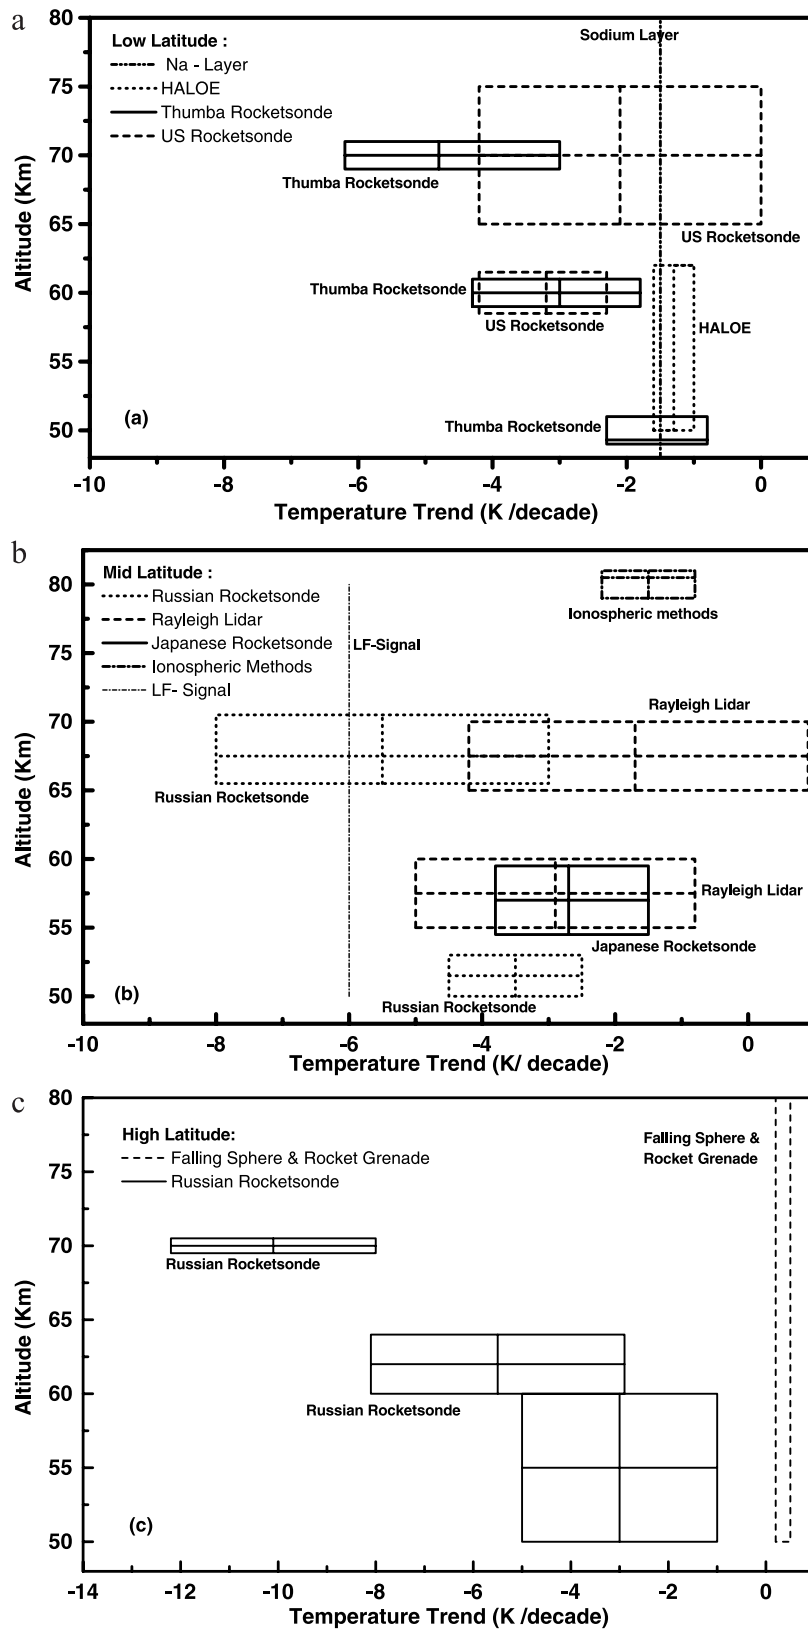 a
80
75
70
65
60
55
50
Altitude (Km)
Low Latitude :
Na - Layer
HALOE
Thumba Rocketsonde
US Rocketsonde
Sodium Layer
Thumba Rocketsonde
US Rocketsonde
Thumba Rocketsonde
US Rocketsonde
HALOE
Thumba Rocketsonde
(a)
-10 -8 -6 -4 -2 0
Temperature Trend (K /decade)
b
80
75
70
65
60
55
50
Altitude (Km)
Mid Latitude :
Russian Rocketsonde
Rayleigh Lidar
Japanese Rocketsonde
Ionospheric Methods
LF- Signal
Ionospheric methods
LF-Signal
Rayleigh Lidar
Russian Rocketsonde
Rayleigh Lidar
Japanese Rocketsonde
Russian Rocketsonde
(b)
-10 -8 -6 -4 -2 0
Temperature Trend (K/ decade)
c
80
75
70
65
60
55
50
Altitude (Km)
High Latitude:
Falling Sphere & Rocket Grenade
Russian Rocketsonde
Falling Sphere &
Rocket Grenade
Russian Rocketsonde
Russian Rocketsonde
(c)
-14 -12 -10 -8 -6 -4 -2 0
Temperature Trend (K /decade)